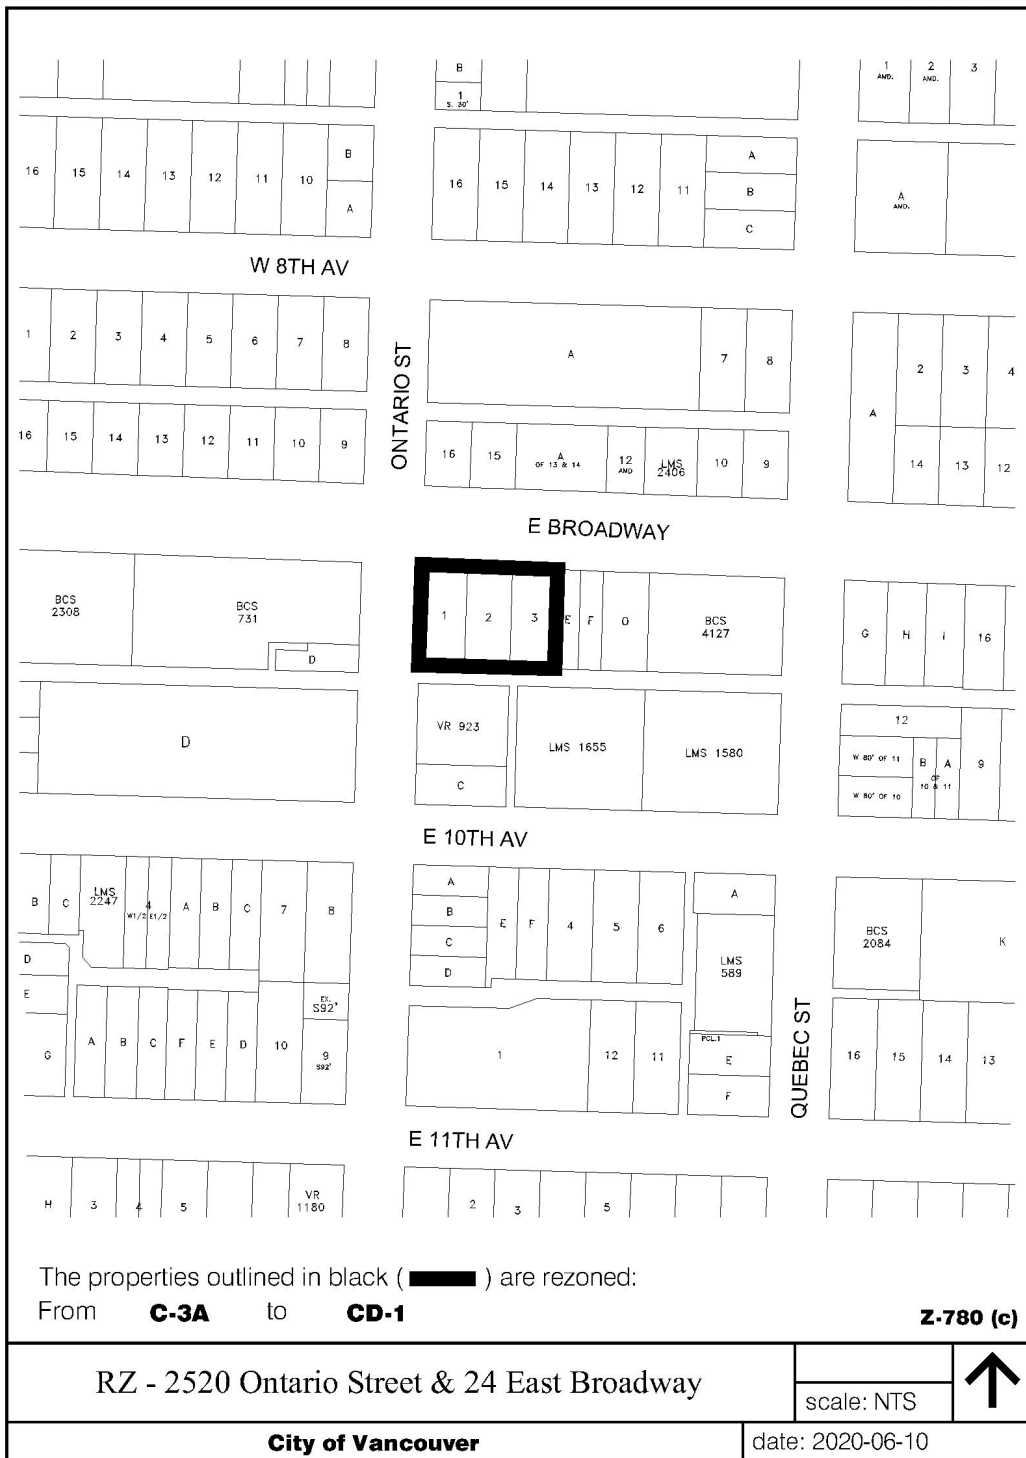 B
1
S. 30'
1
AMD.
2
AMD.
3
16 15 14 13 12 11 10 B
A
16 15 14 13 12 11 A
B
C
A
AMD.
W 8TH AV
1 2 3 4 5 6 7 8
A 7 8
A 2 3 4
14 13 12
ONTARIO ST
16 15 14 13 12 11 10 9
16 15 A
OF 13 & 14
12
AMD
LMS
2406
10 9
E BROADWAY
BCS
2308
BCS
731
D
1 2 3 E F O BCS
4127
G H I 16
D
VR 923
C
LMS 1655
LMS 1580
12
W 80' OF 11
W 80' OF 10
B A
OF
10 & 11
9
E 10TH AV
B C LMS
2247
4
W1/2 E1/2
A B C 7 8
D
E
G
A B C F E D 10 EX.
S92'
9
S92'
A
B
C
D
E F 4 5 6
1 12 11
A
LMS
589
PCL.1
E
F
BCS
2084
K
QUEBEC ST
16 15 14 13
E 11TH AV
H 3 4 5 VR
1180
2 3 5
The properties outlined in black ( ) are rezoned:
From C-3A to CD-1
Z-780 (c)
RZ - 2520 Ontario Street & 24 East Broadway
scale: NTS
City of Vancouver
date: 2020-06-10